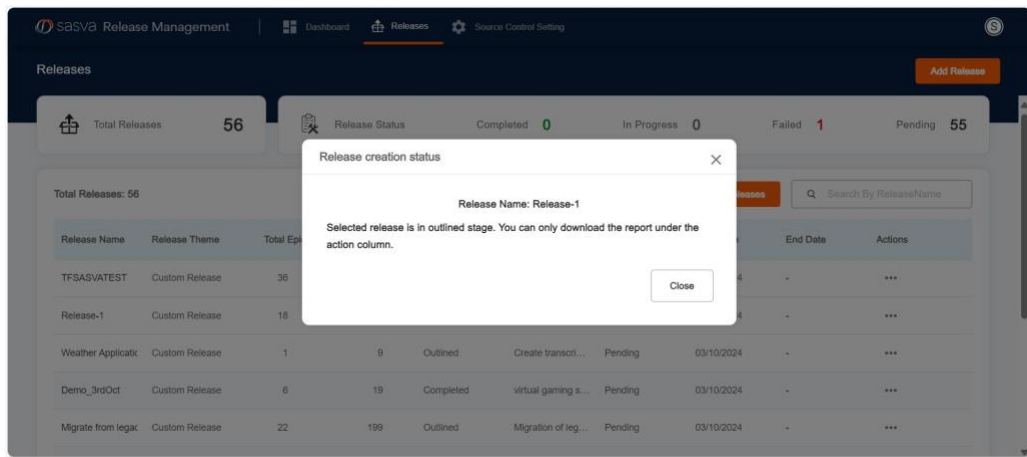 sasva Release Management
Dashboard
Releases
Source Control Setting
S
Releases
Add Release
Total Releases 56
Release Status
Completed 0
In Progress 0
Failed 1
Pending 55
Release creation status
Release Name: Release-1
Selected release is in outlined stage. You can only download the report under the
action column.
Close
Total Releases: 56
Search By ReleaseName
Release Name Release Theme End Date Actions
TFSASVATEST Custom Release 36 - •••
Release-1 Custom Release 18 - •••
Weather Applicatic Custom Release 1 9 Outlined Create transcri... Pending 03/10/2024 - •••
Demo_3rdOct Custom Release 6 19 Completed virtual gaming s... Pending 03/10/2024 - •••
Migrate from legac Custom Release 22 199 Outlined Migration of leg... Pending 03/10/2024 - •••